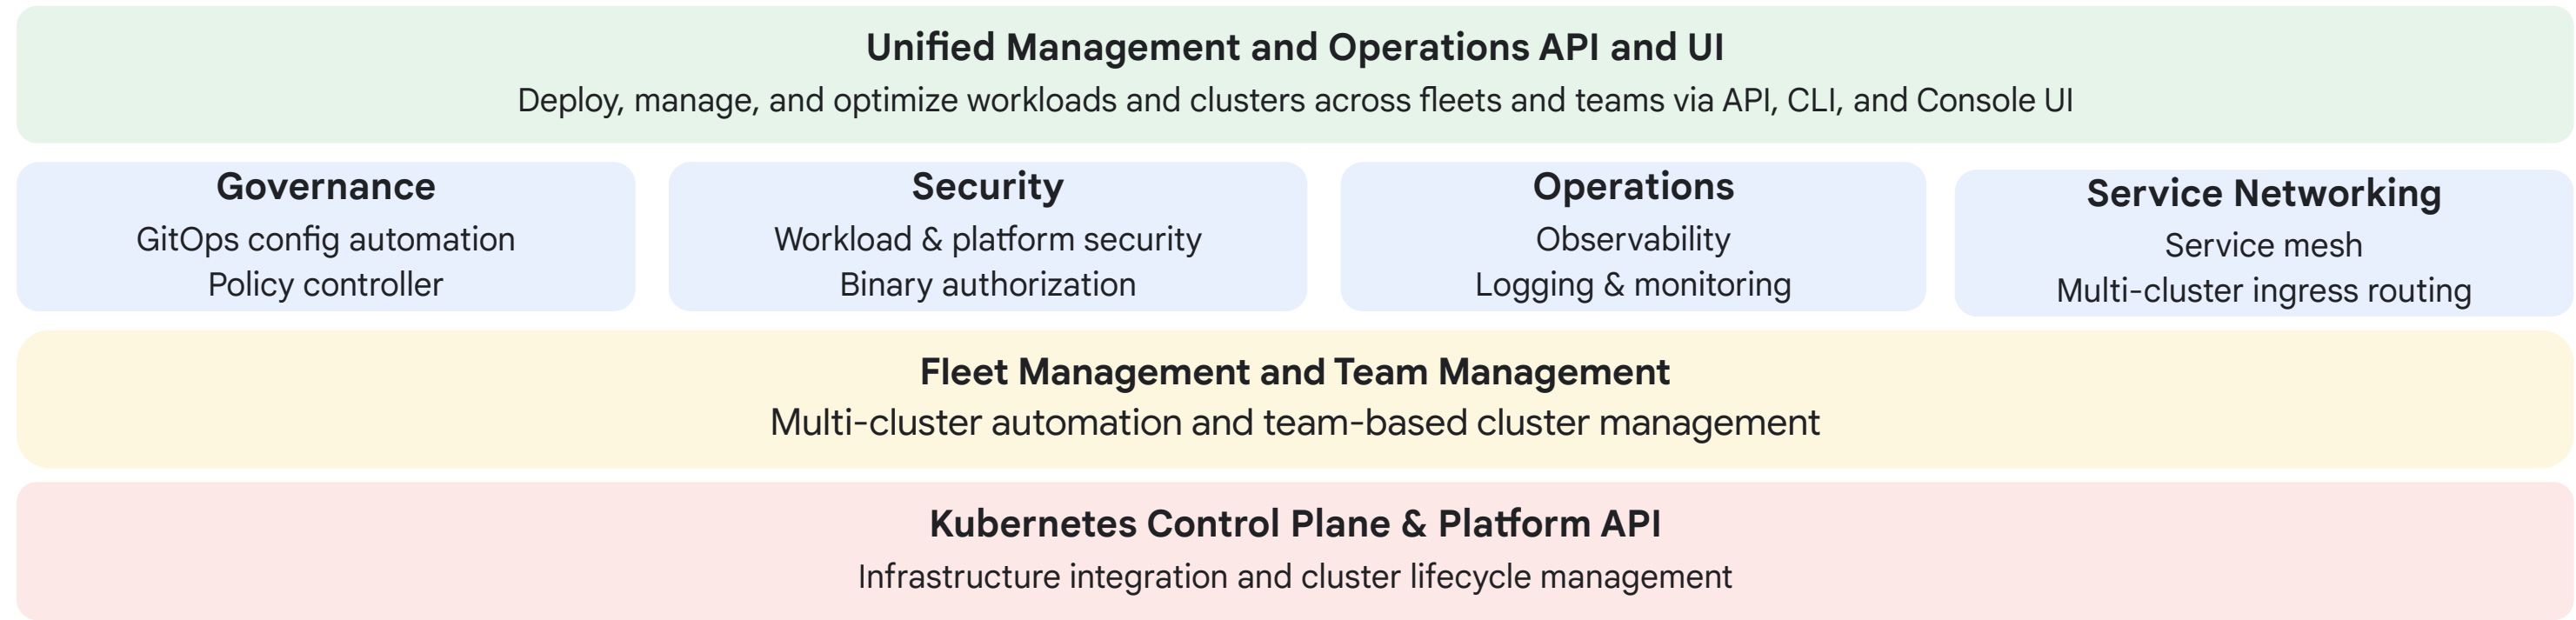 Unified Management and Operations API and UI
Deploy, manage, and optimize workloads and clusters across fleets and teams via API, CLI, and Console UI
Governance
GitOps config automation
Policy controller
Security
Workload & platform security
Binary authorization
Operations
Observability
Logging & monitoring
Service Networking
Service mesh
Multi-cluster ingress routing
Fleet Management and Team Management
Multi-cluster automation and team-based cluster management
Kubernetes Control Plane & Platform API
Infrastructure integration and cluster lifecycle management